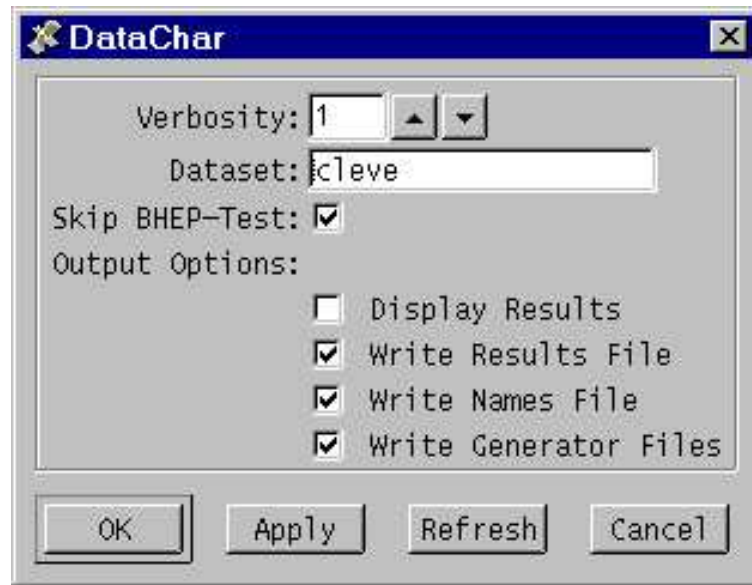 DataChar
Verbosity: 1
Dataset: cleve
Skip BHEP-Test:
Output Options:
Display Results
Write Results File
Write Names File
Write Generator Files
OK Apply Refresh Cancel